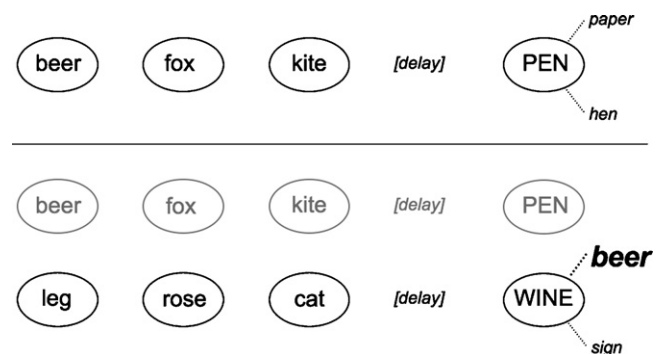 paper
beer fox kite [delay] PEN
hen
beer fox kite [delay] PEN
beer
leg rose cat [delay] WINE
sign